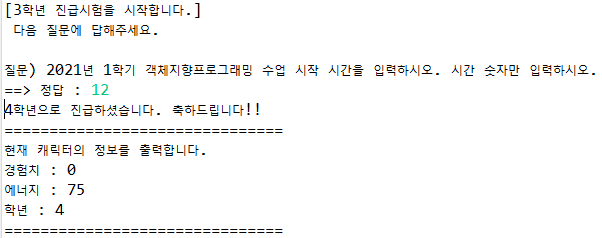 [3학년 진급시험을 시작합니다.]
다음 질문에 답해주세요.
질문) 2021년 1학기 객체지향프로그래밍 수업 시작 시간을 입력하시오. 시간 숫자만 입력하시오.
==> 정답 : 12
4학년으로 진급하셨습니다. 축하드립니다!!
===============================
현재 캐릭터의 정보를 출력합니다.
경험치 : 0
에너지 : 75
학년 : 4
===============================